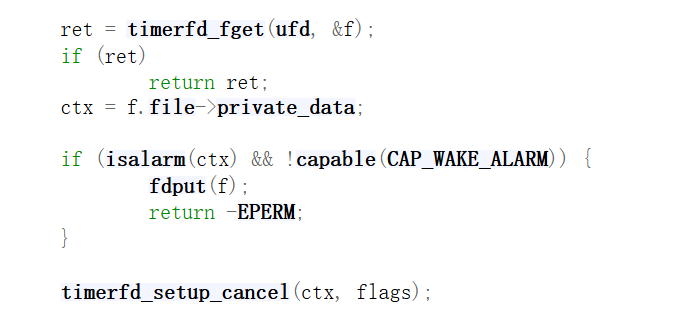 ret = timerfd_fget(ufd, &f);
if (ret)
return ret;
ctx = f.file->private_data;
if (isalarm(ctx) && !capable(CAP_WAKE_ALARM)) {
fdput(f);
return -EPERM;
}
timerfd_setup_cancel(ctx, flags);